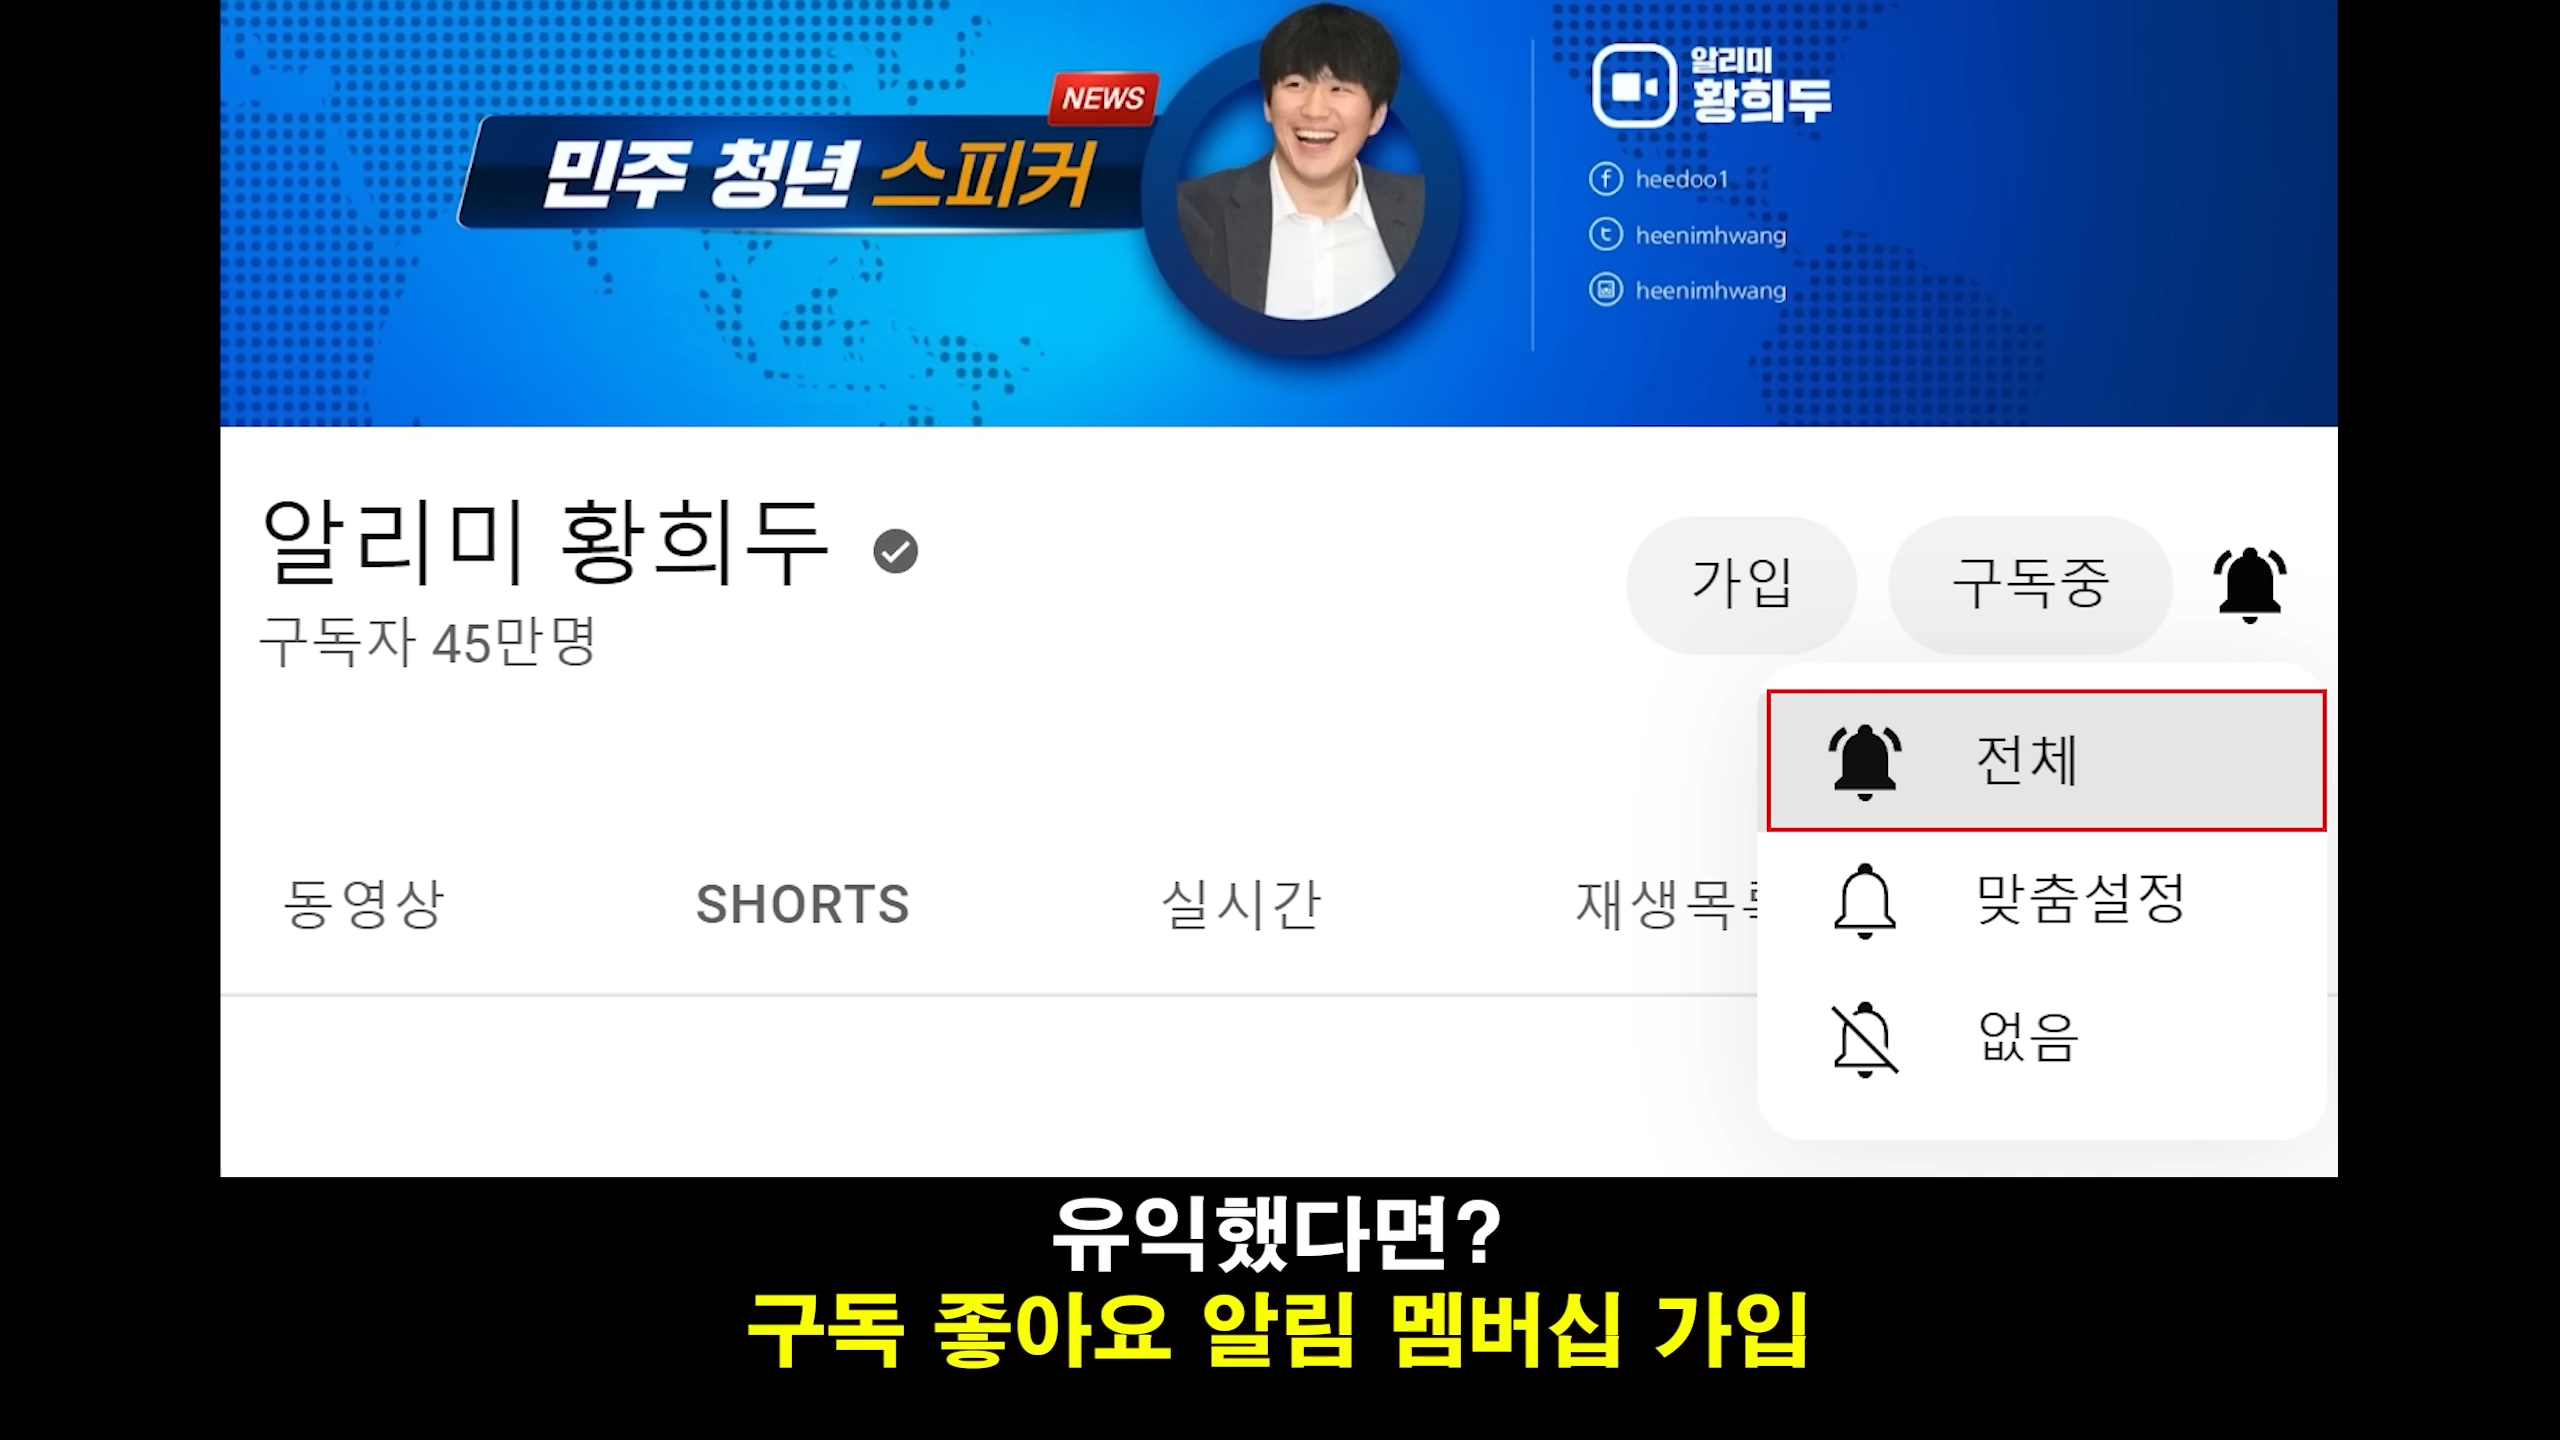 NEWS
민주 청년 스피커
알리미
황희두
heedoo1
heenimhwang
heenimhwang
알리미 황희두
구독자 45만명
가입
구독중
전체
맞춤설정
없음
동영상
SHORTS
실시간
재생목
유익했다면?
구독 좋아요 알림 멤버십 가입